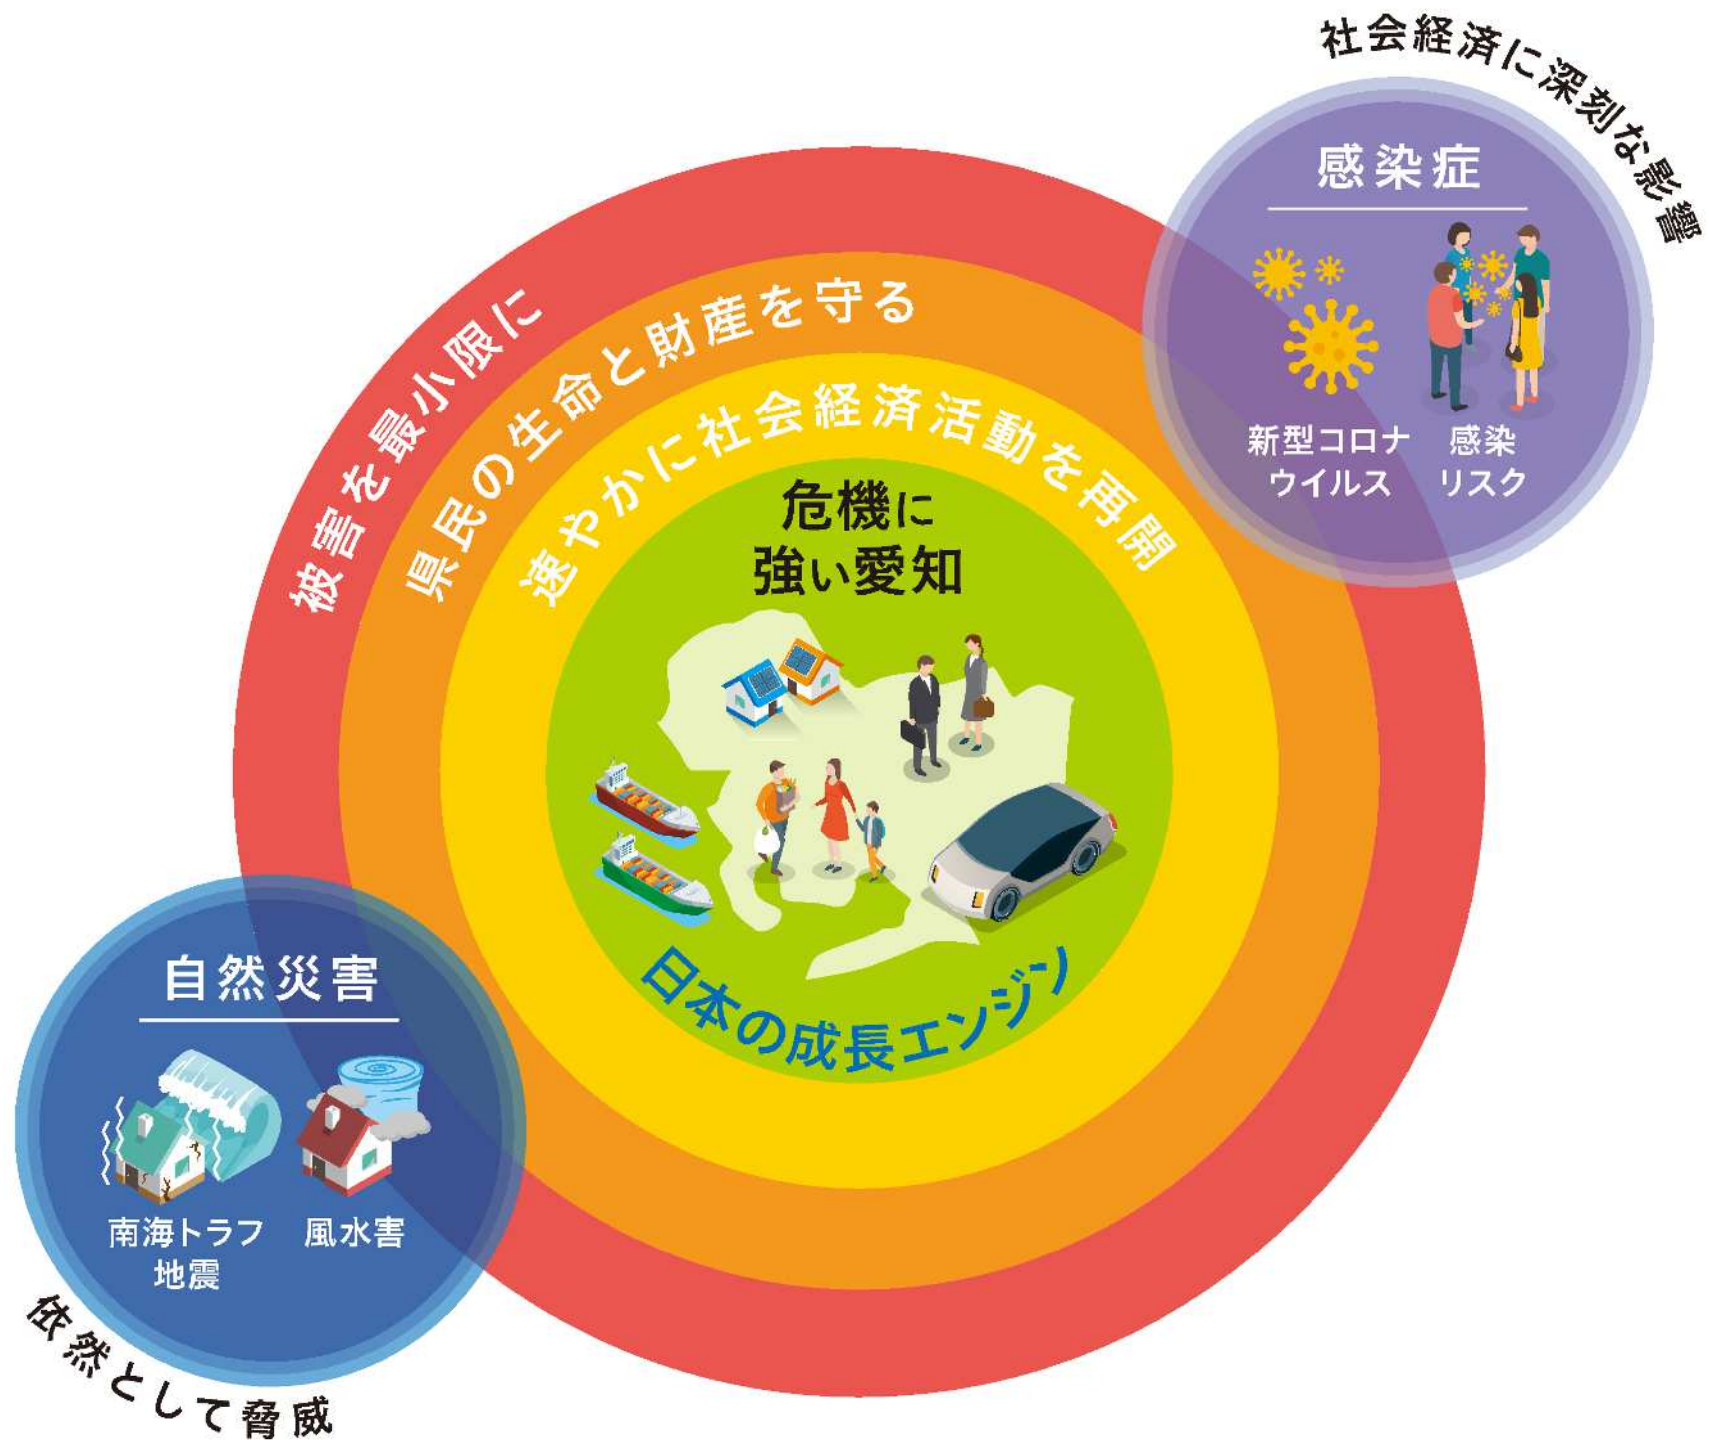 社会経済に深刻な影響
感染症
新型コロナ
ウイルス
感染
リスク
被害を最小限に
県民の生命と財産を守る
速やかに社会経済活動を再開
危機に
強い愛知
日本の成長エンジン
自然災害
南海トラフ
地震
風水害
依然として脅威